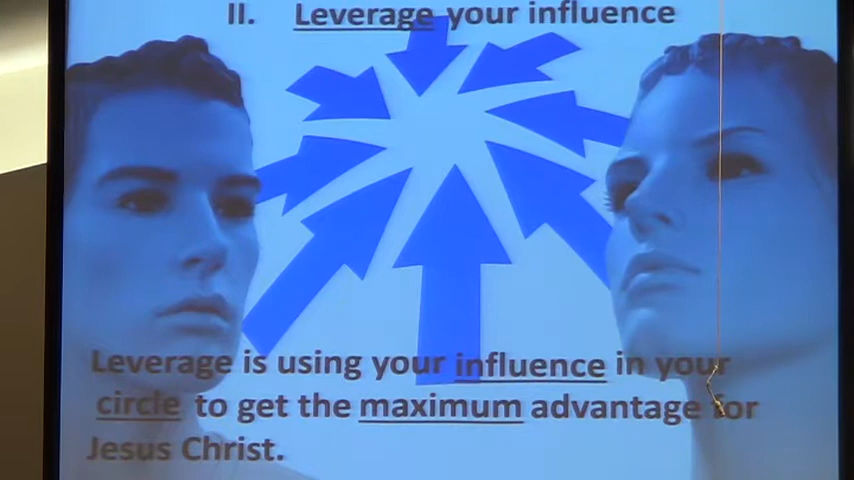 II. Leverage your influence
Leverage is using your influence in your
circle to get the maximum advantage for
Jesus Christ.